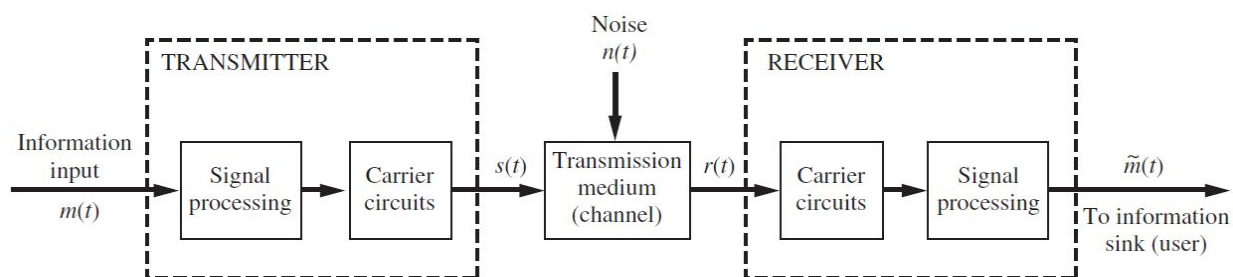 Information
input
m(t)
TRANSMITTER
Signal
processing
Carrier
circuits
s(t)
Noise
n(t)
Transmission
medium
(channel)
r(t)
RECEIVER
Carrier
circuits
Signal
processing
m̃(t)
To information
sink (user)